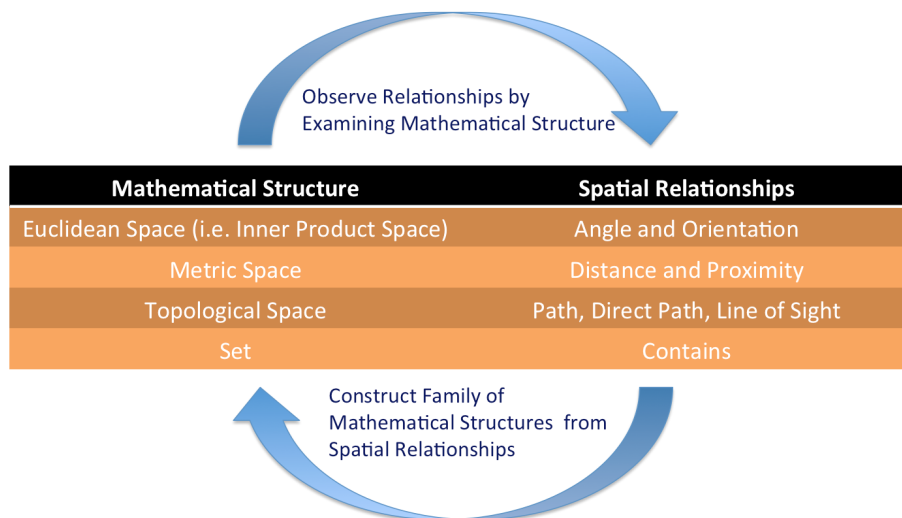 Observe Relationships by
Examining Mathematical Structure
Mathematical Structure Spatial Relationships
Euclidean Space (i.e. Inner Product Space) Angle and Orientation
Metric Space Distance and Proximity
Topological Space Path, Direct Path, Line of Sight
Set Contains
Construct Family of
Mathematical Structures from
Spatial Relationships